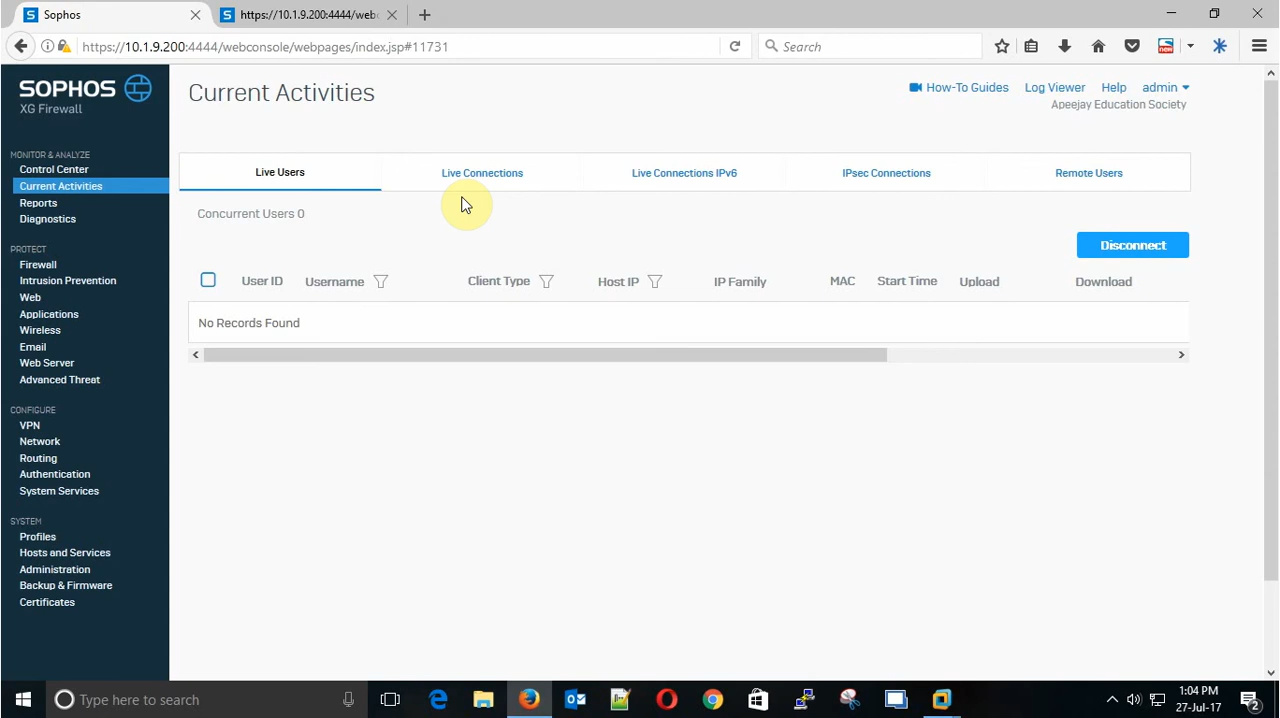 Sophos
https://10.1.9.200:4444/webc
https://10.1.9.200:4444/webconsole/webpages/index.jsp#11731
Search
SOPHOS
XG Firewall
Current Activities
How-To Guides
Log Viewer
Help
admin
Apeejay Education Society
MONITOR & ANALYZE
Control Center
Current Activities
Reports
Diagnostics
PROTECT
Firewall
Intrusion Prevention
Web
Applications
Wireless
Email
Web Server
Advanced Threat
CONFIGURE
VPN
Network
Routing
Authentication
System Services
SYSTEM
Profiles
Hosts and Services
Administration
Backup & Firmware
Certificates
Live Users
Live Connections
Live Connections IPv6
IPsec Connections
Remote Users
Concurrent Users 0
Disconnect
User ID
Username
Client Type
Host IP
IP Family
MAC
Start Time
Upload
Download
No Records Found
Type here to search
1:04 PM
27-Jul-17
2